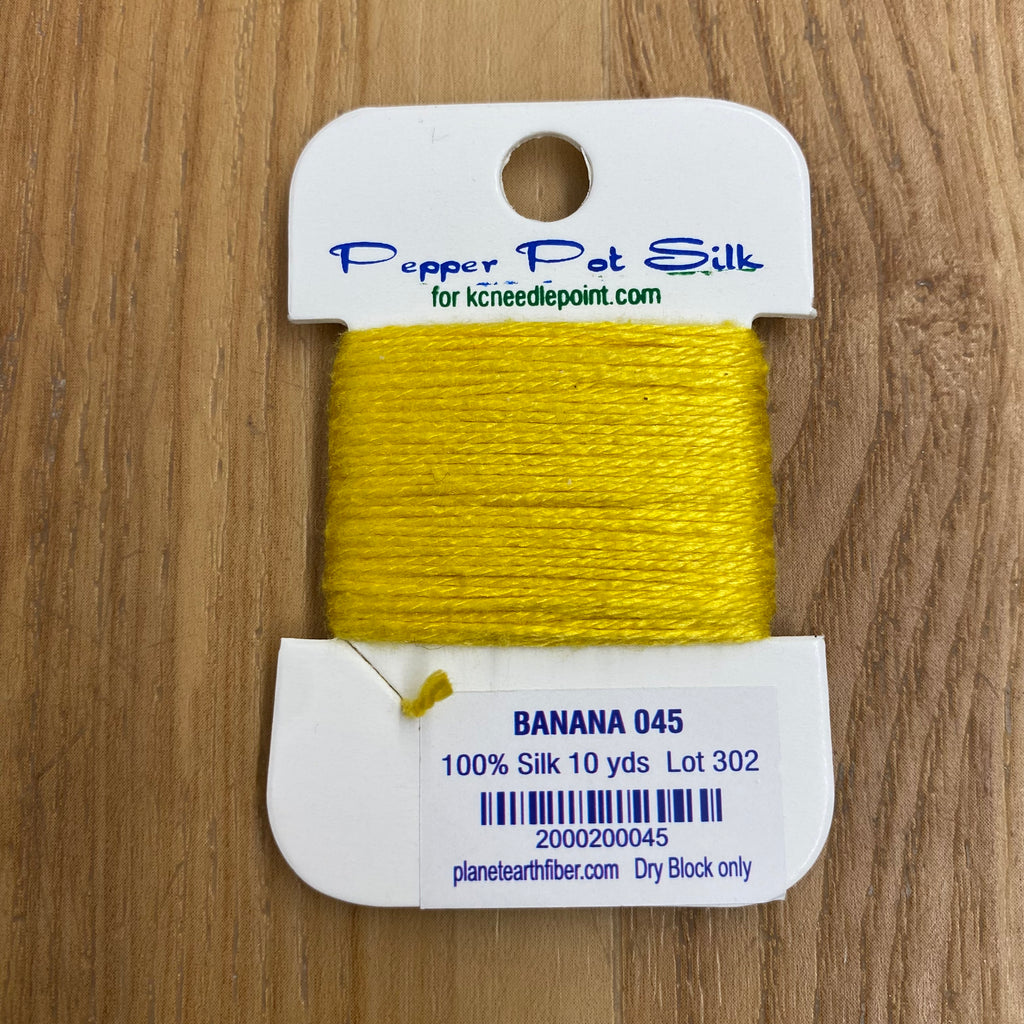 Pepper Pot Silk
for kcneedlepoint.com
BANANA 045
100% Silk 10 yds Lot 302
2000200045
planetearthfiber.com Dry Block only